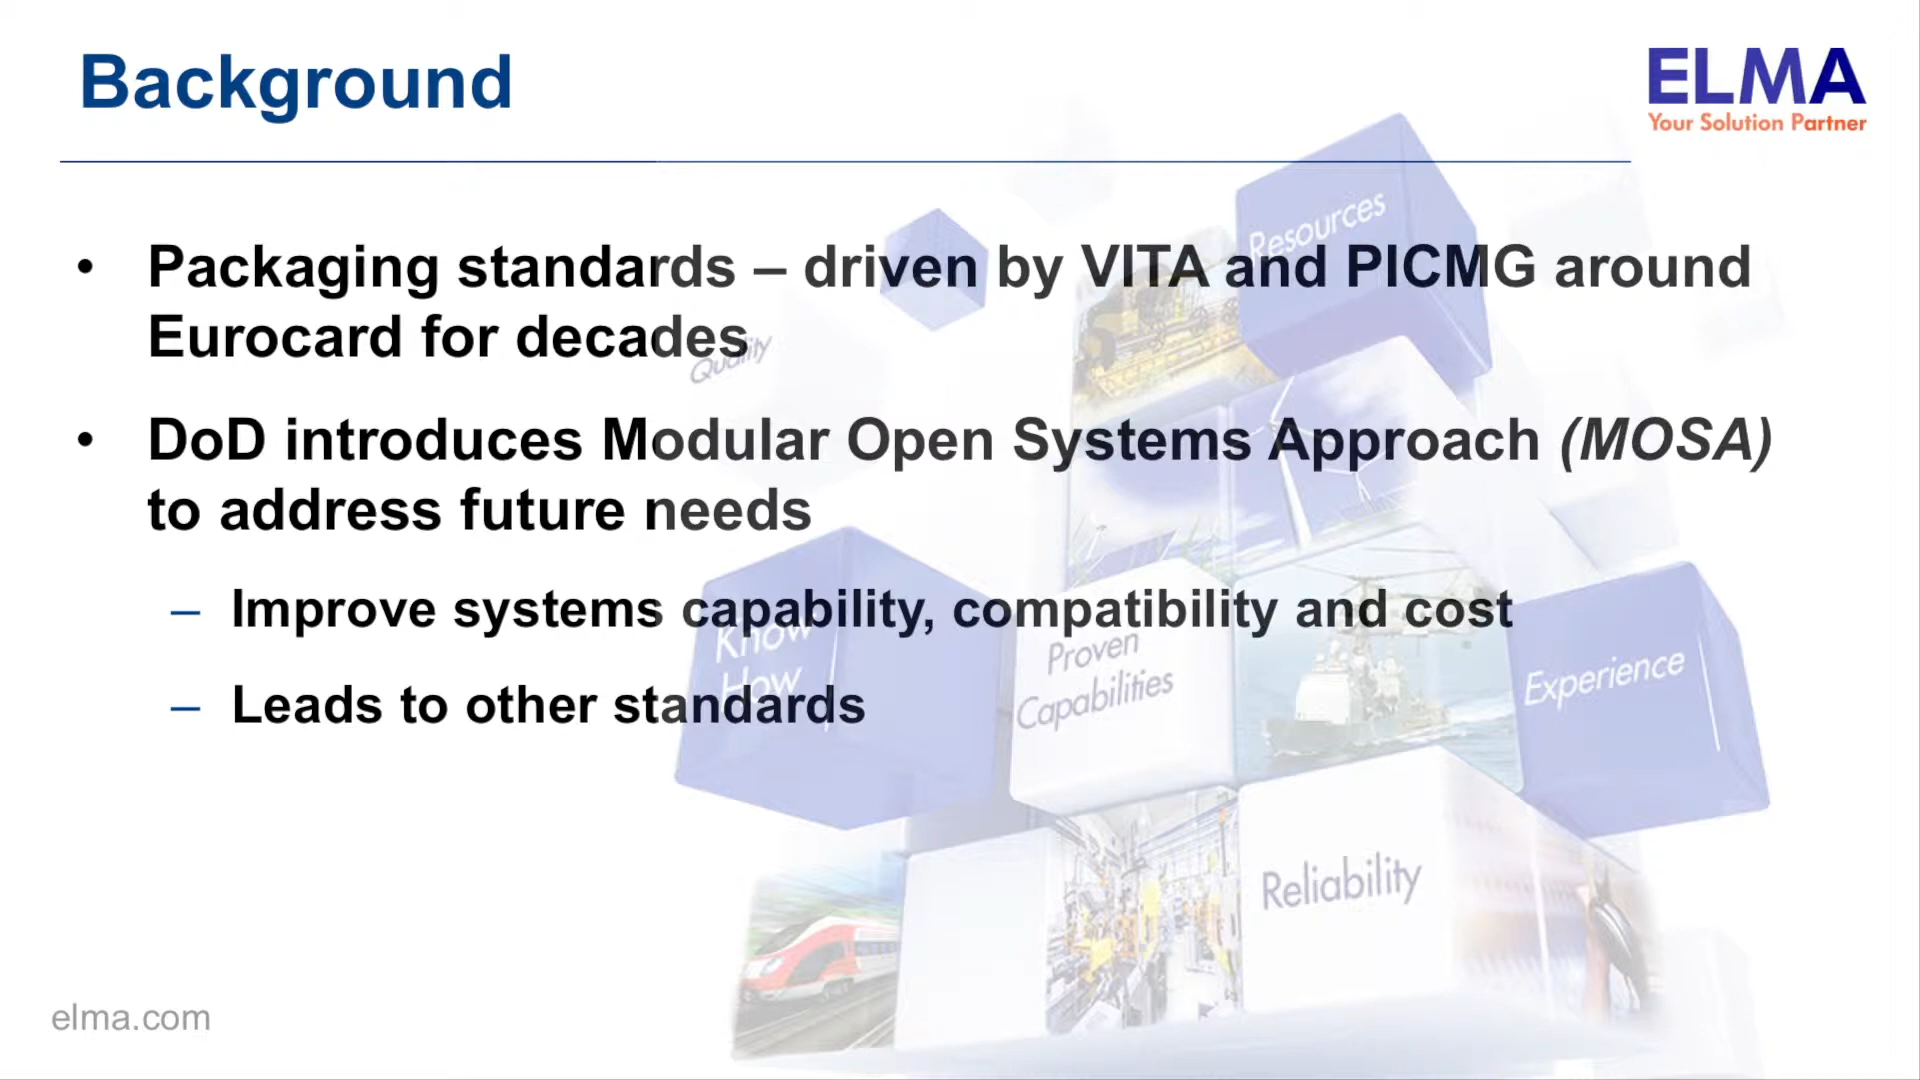 Background
ELMA
Your Solution Partner
• Packaging standards – driven by VITA and PICMG around
Eurocard for decades
• DoD introduces Modular Open Systems Approach (MOSA)
to address future needs
– Improve systems capability, compatibility and cost
– Leads to other standards
Resources
Quality
Know
How
Proven
Capabilities
Experience
Reliability
elma.com